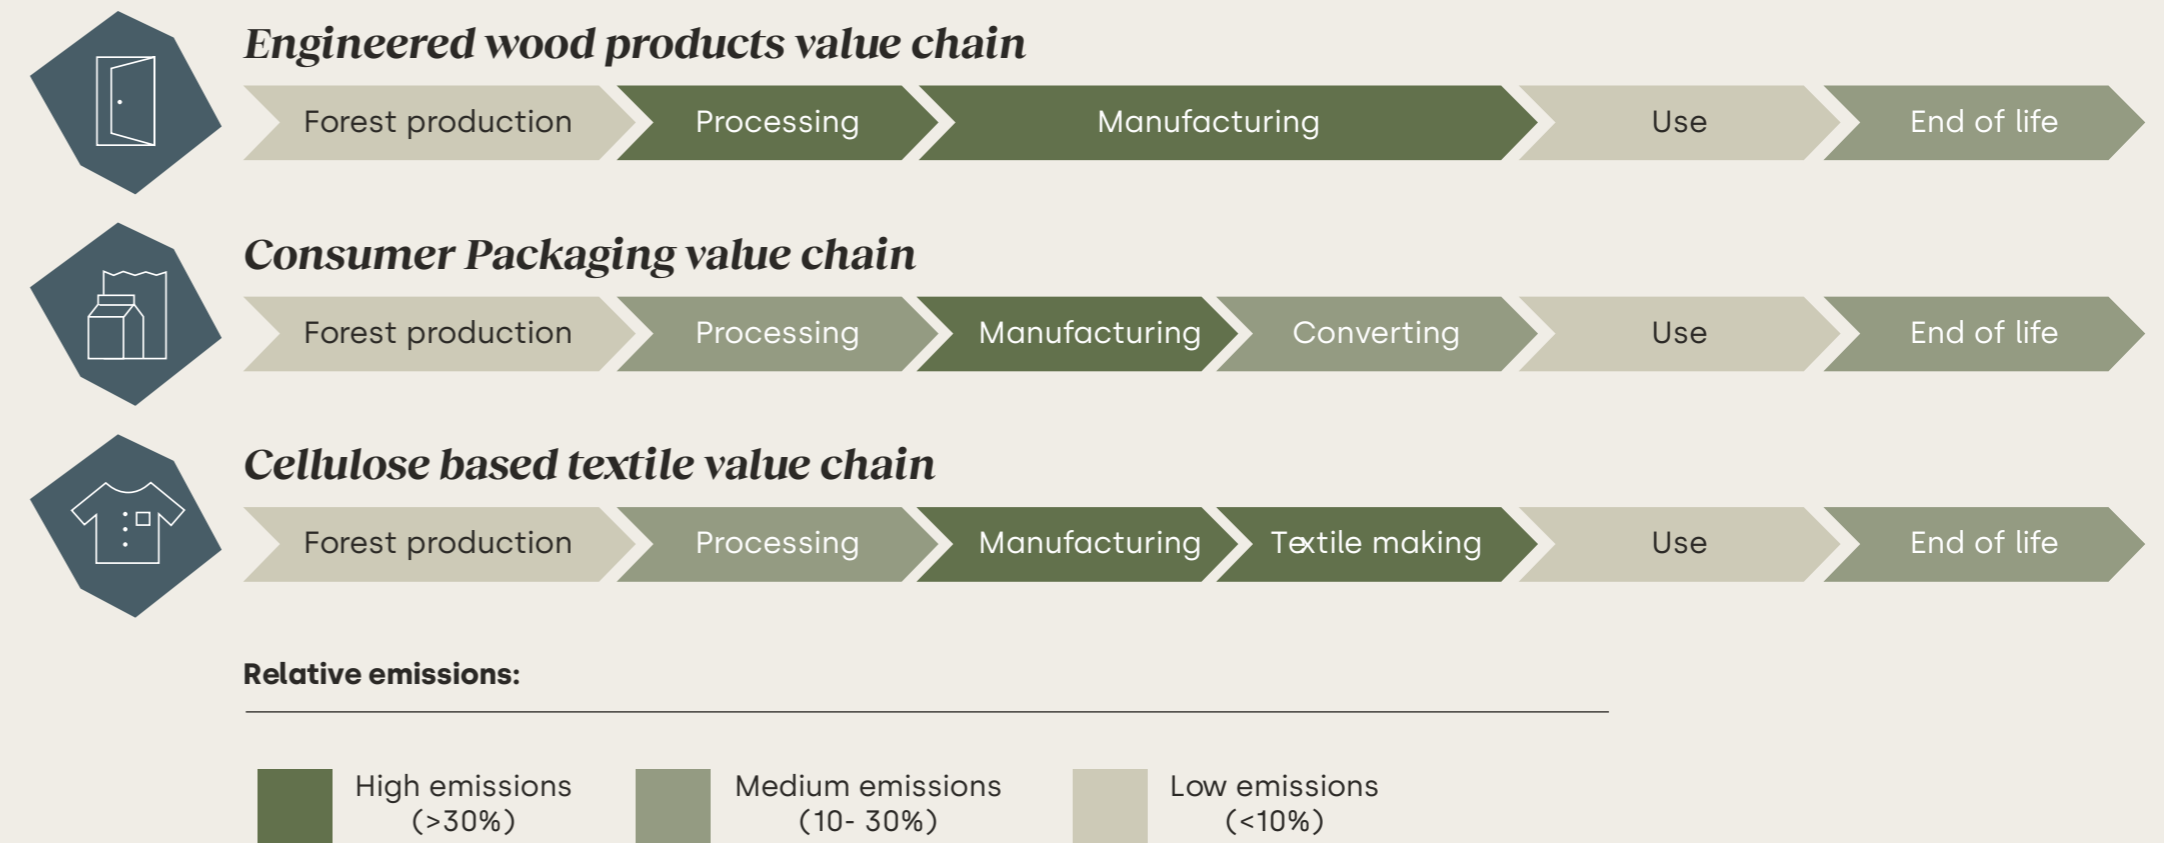 Engineered wood products value chain
Forest production Processing Manufacturing Use End of life
Consumer Packaging value chain
Forest production Processing Manufacturing Converting Use End of life
Cellulose based textile value chain
Forest production Processing Manufacturing Textile making Use End of life
Relative emissions:
High emissions
(>30%)
Medium emissions
(10- 30%)
Low emissions
(<10%)